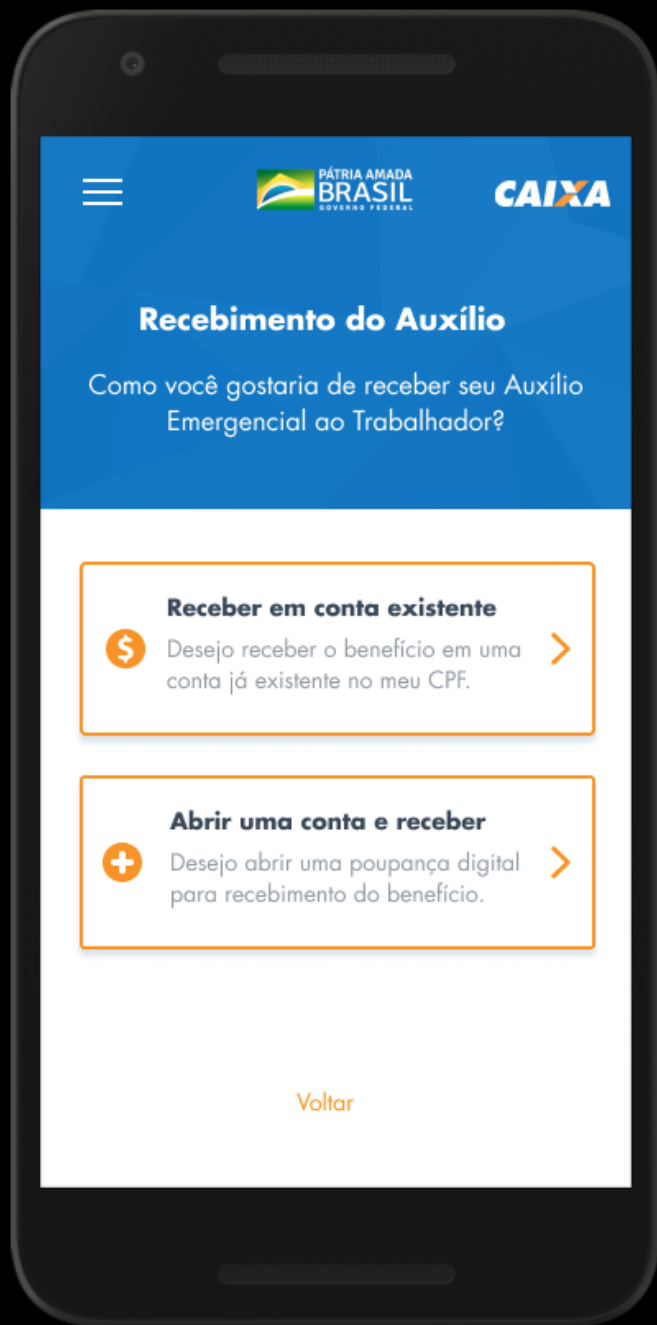 PÁTRIA AMADA
BRASIL
GOVERNO FEDERAL
CAIXA
Recebimento do Auxílio
Como você gostaria de receber seu Auxílio
Emergencial ao Trabalhador?
Receber em conta existente
Desejo receber o benefício em uma
conta já existente no meu CPF.
Abrir uma conta e receber
Desejo abrir uma poupança digital
para recebimento do benefício.
Voltar